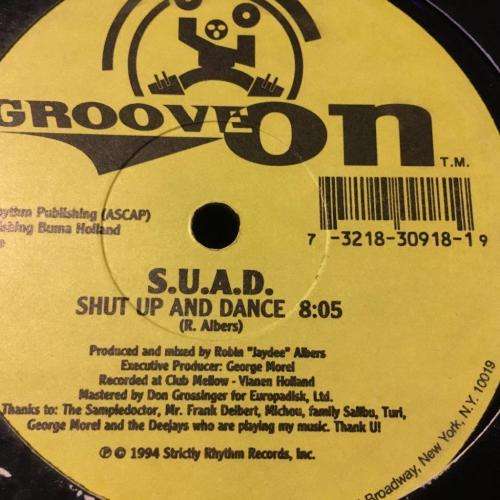 GROOVE on
T.M.
ythm Publishing (ASCAP)
shing Buma Holland
7 -3218-30918-1 9
S.U.A.D.
SHUT UP AND DANCE 8:05
(R. Albers)
Produced and mixed by Robin "Jaydee" Albers
Executive Producer: George Morel
Recorded at Club Mellow - Vianen Holland
Mastered by Don Grossinger for Europadisk, Ltd.
Thanks to: The Sampledoctor, Mr. Frank Delbert, Michou, family Salibu, Turi,
George Morel and the Deejays who are playing my music. Thank U!
℗ © 1994 Strictly Rhythm Records, Inc.
Broadway, New York, N.Y. 10019